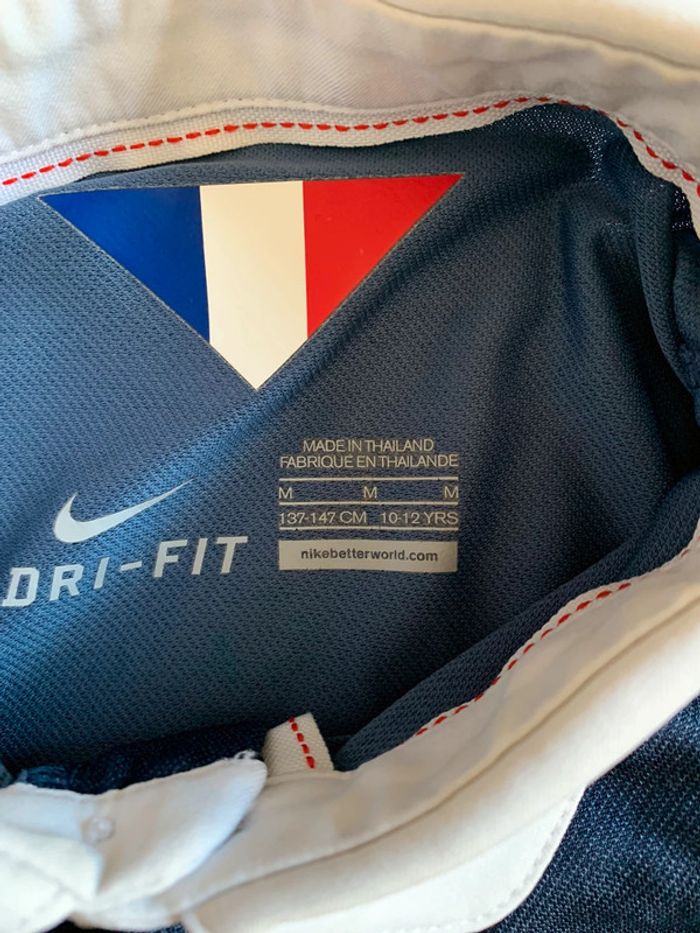 MADE IN THAILAND
FABRIQUE EN THAILANDE
M M M
137-147 CM 10-12 YRS
nikebetterworld.com
DRI-FIT